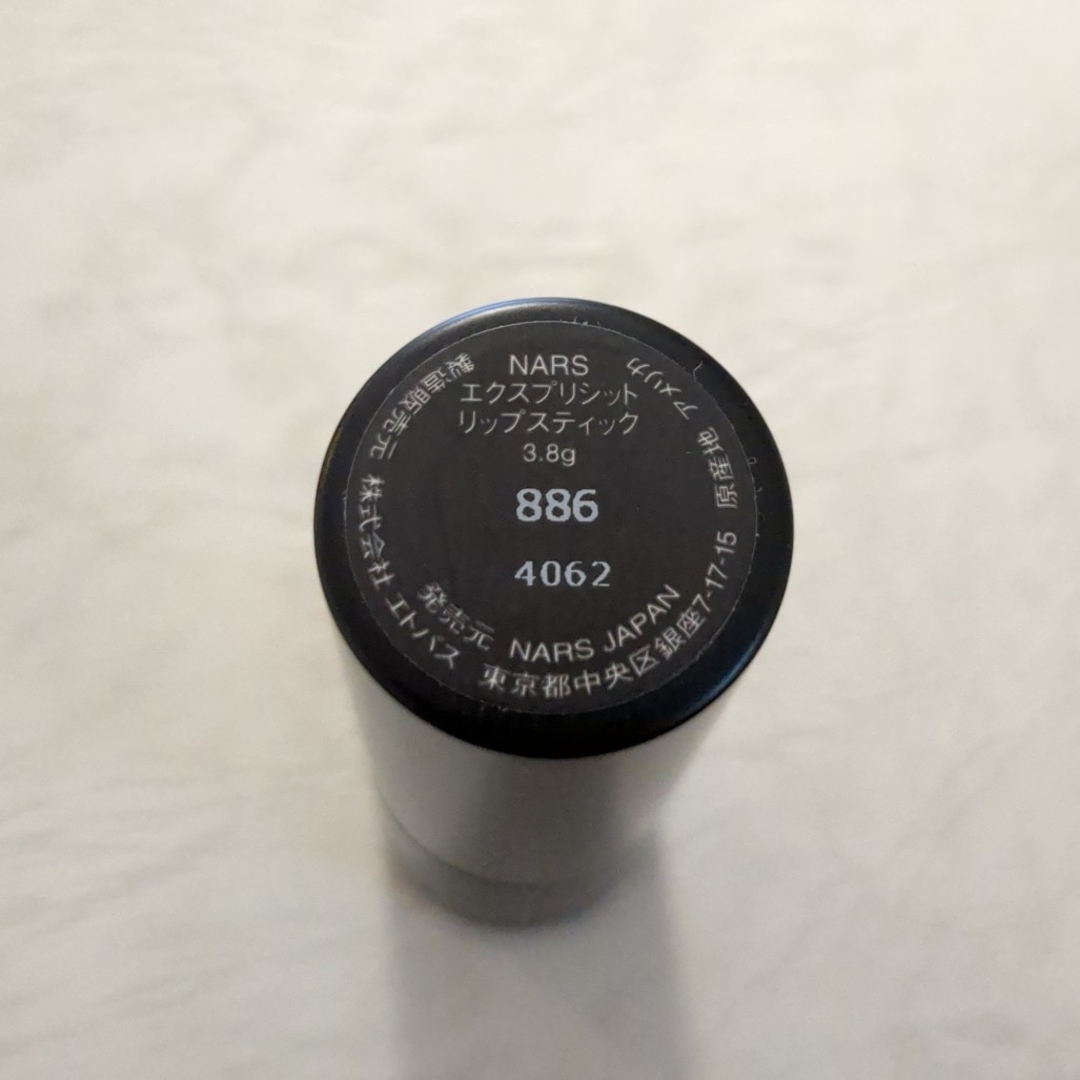 NARS
エクスプリシット
リップスティック
3.8g
886
4062
発売元 NARS JAPAN
製造販売元 株式会社 エトバス 東京都中央区銀座7-17-15 原産地 アメリカ